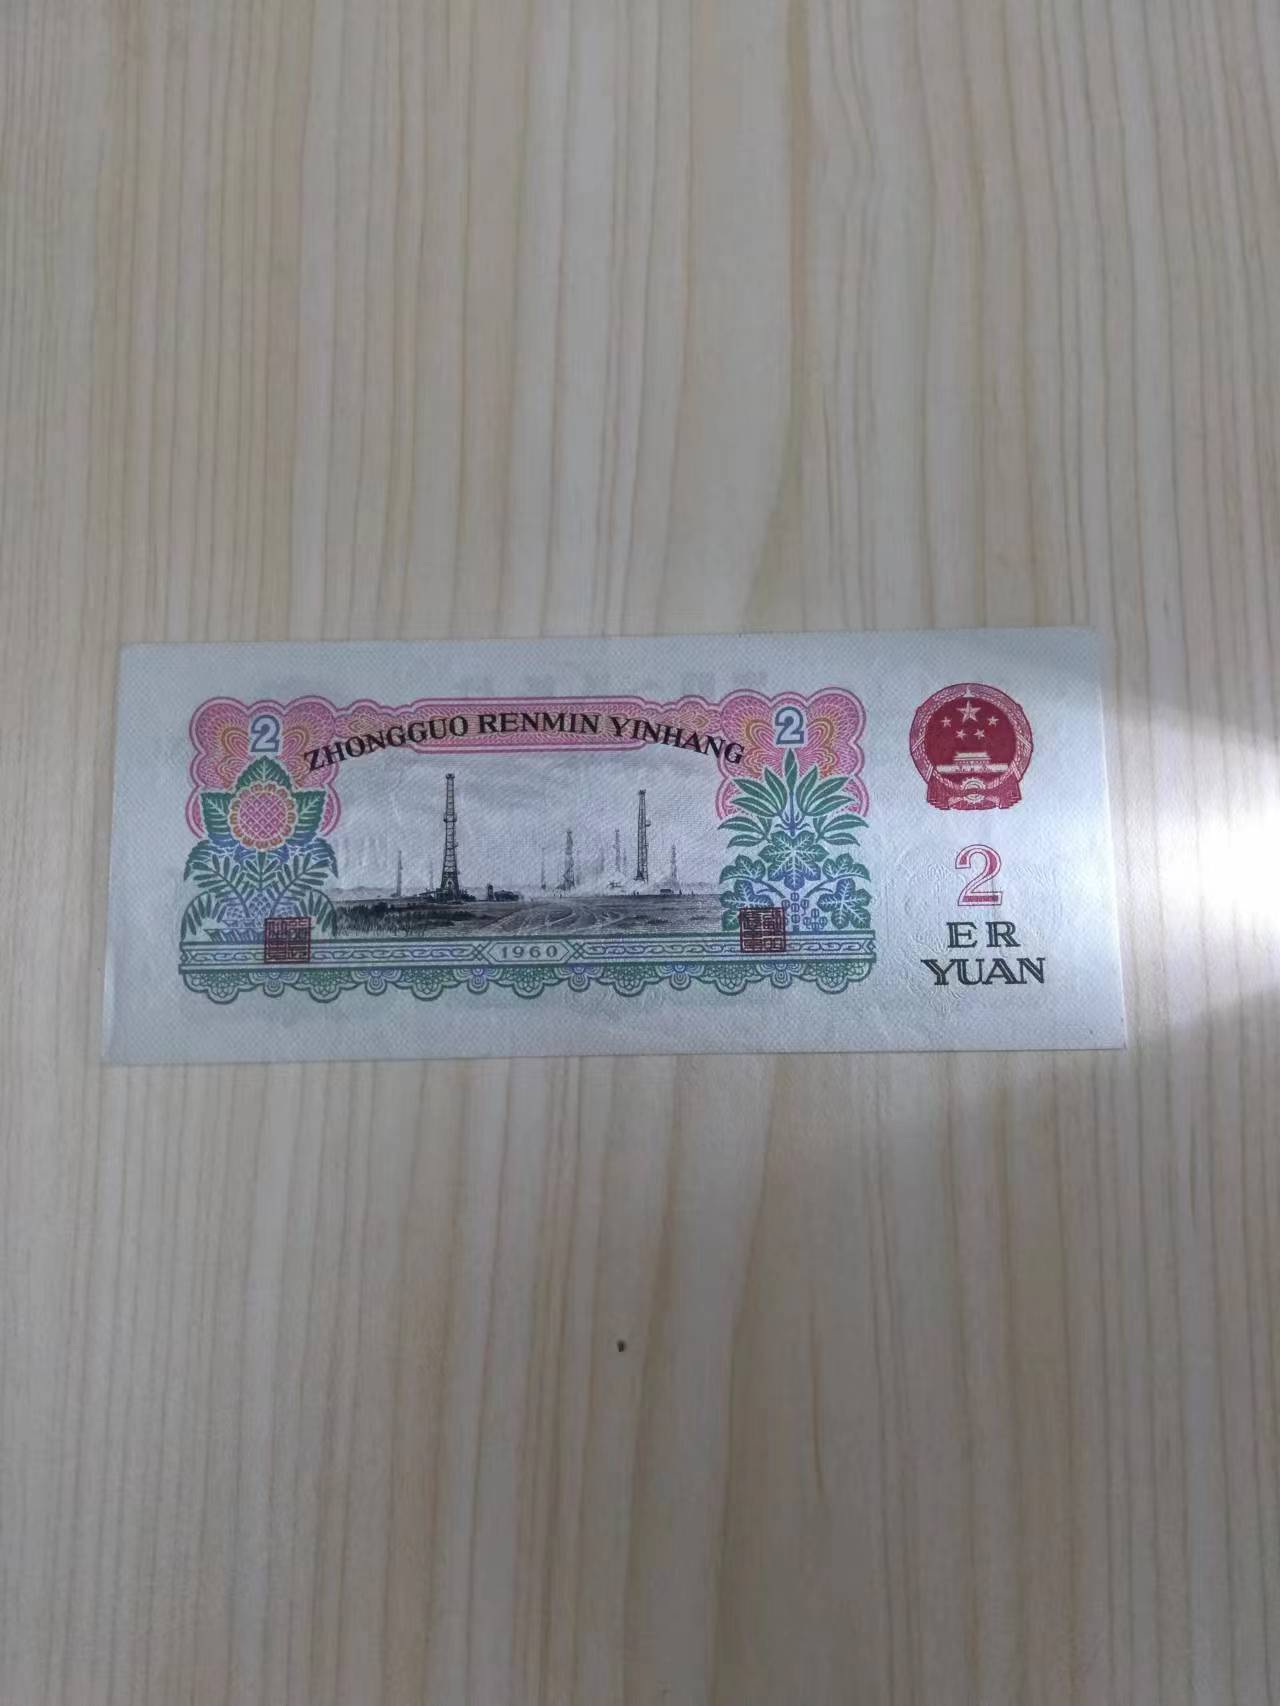 2
ZHONGGUO RENMIN YINHANG
2
1960
2
ER
YUAN